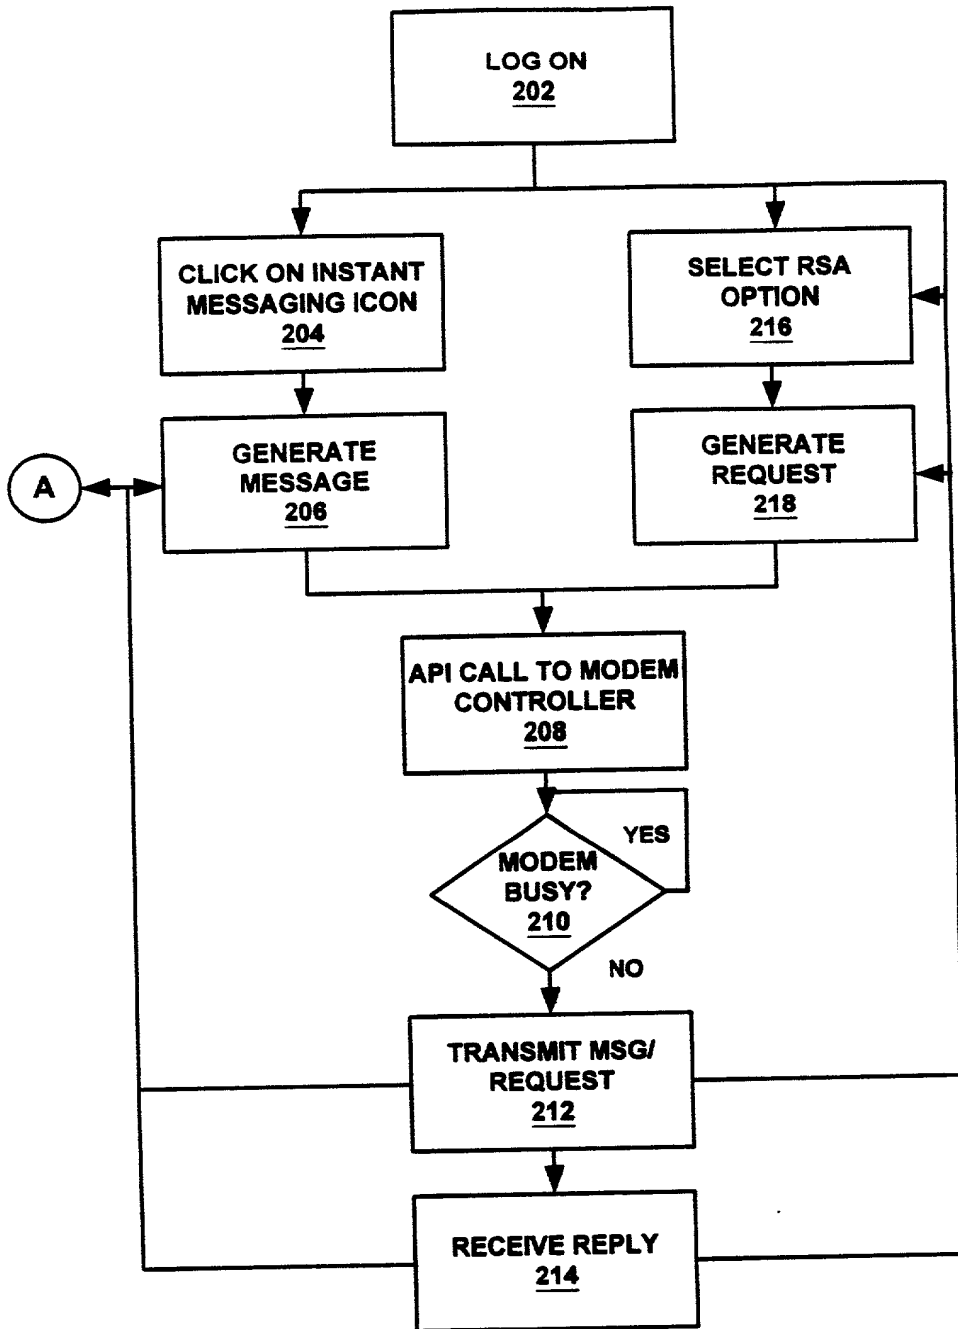 LOG ON
202
CLICK ON INSTANT
MESSAGING ICON
204
SELECT RSA
OPTION
216
GENERATE
MESSAGE
206
GENERATE
REQUEST
218
A
API CALL TO MODEM
CONTROLLER
208
YES
MODEM
BUSY?
210
NO
TRANSMIT MSG/
REQUEST
212
RECEIVE REPLY
214